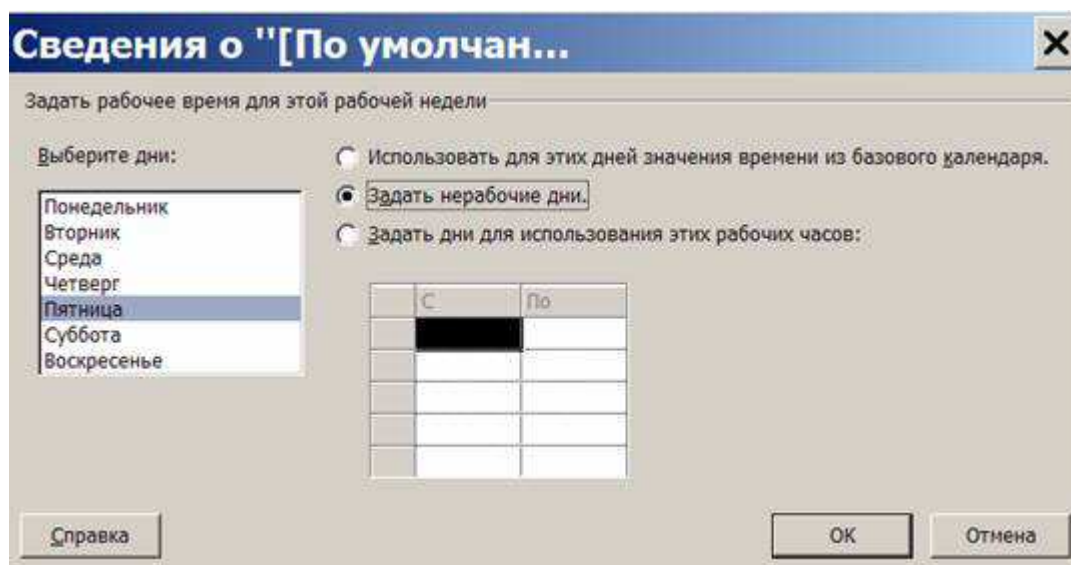 Сведения о "[По умолчан...
Задать рабочее время для этой рабочей недели
Выберите дни:
Понедельник
Вторник
Среда
Четверг
Пятница
Суббота
Воскресенье
Использовать для этих дней значения времени из базового календаря.
Задать нерабочие дни.
Задать дни для использования этих рабочих часов:
С По
Справка
ОК
Отмена